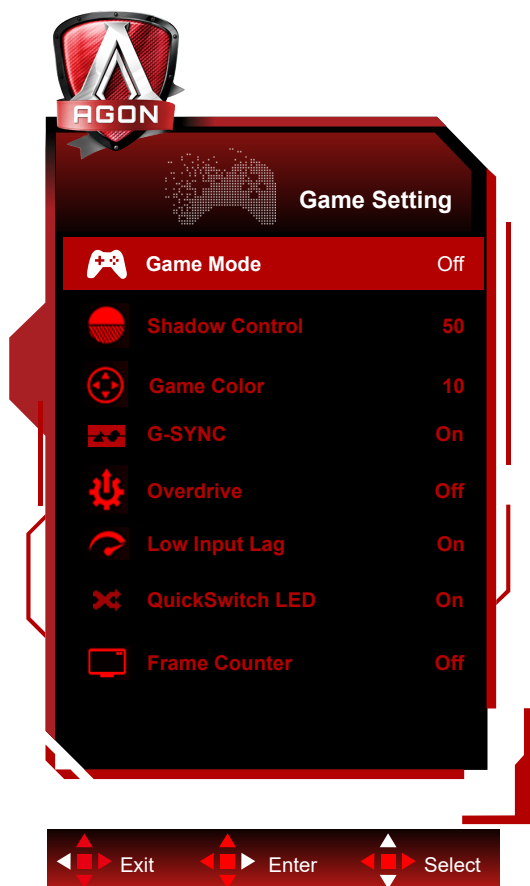 AGON
Game Setting
Game Mode Off
Shadow Control 50
Game Color 10
G-SYNC On
Overdrive Off
Low Input Lag On
QuickSwitch LED On
Frame Counter Off
Exit Enter Select